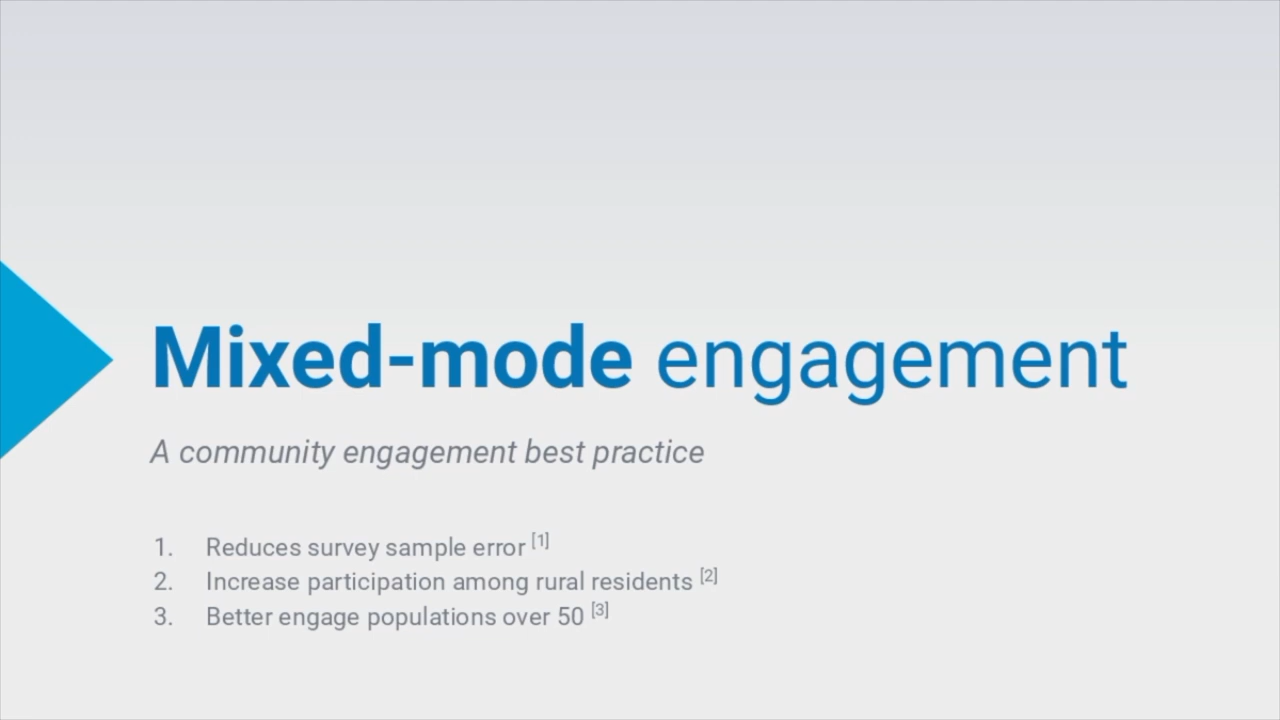 Mixed-mode engagement
A community engagement best practice
1. Reduces survey sample error [1]
2. Increase participation among rural residents [2]
3. Better engage populations over 50 [3]